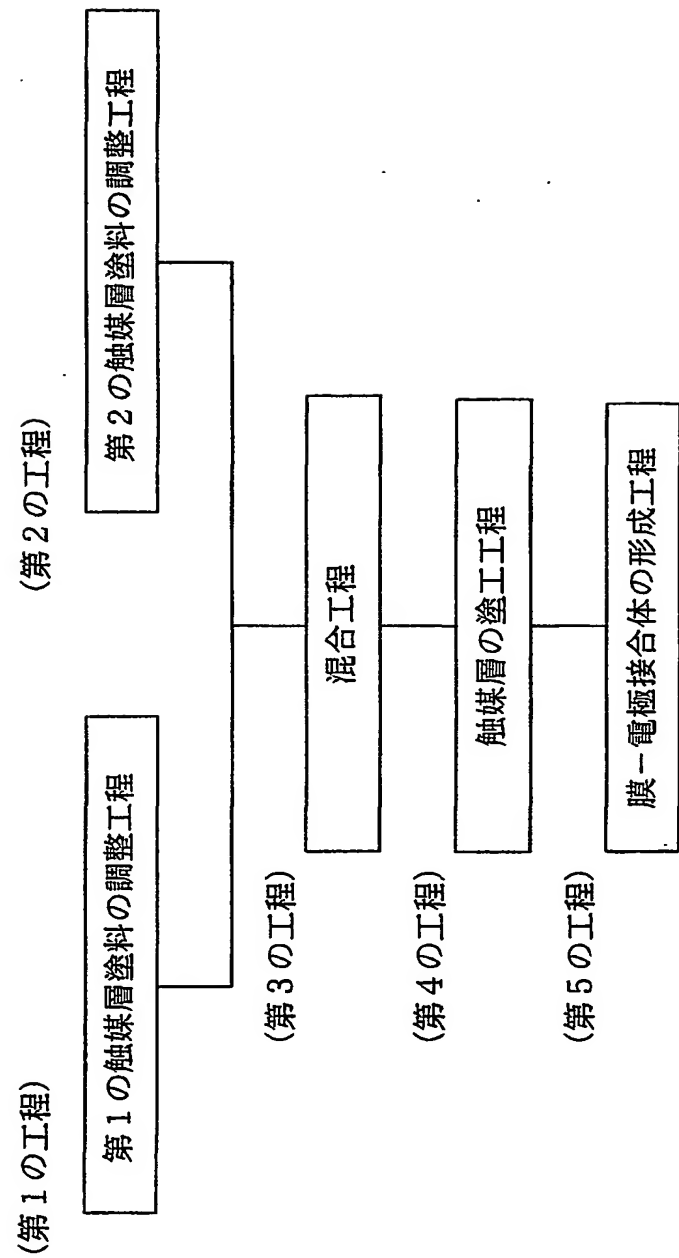 (第1の工程)
第1の触媒層塗料の調整工程
(第2の工程)
第2の触媒層塗料の調整工程
(第3の工程)
混合工程
(第4の工程)
触媒層の塗工工程
(第5の工程)
膜－電極接合体の形成工程